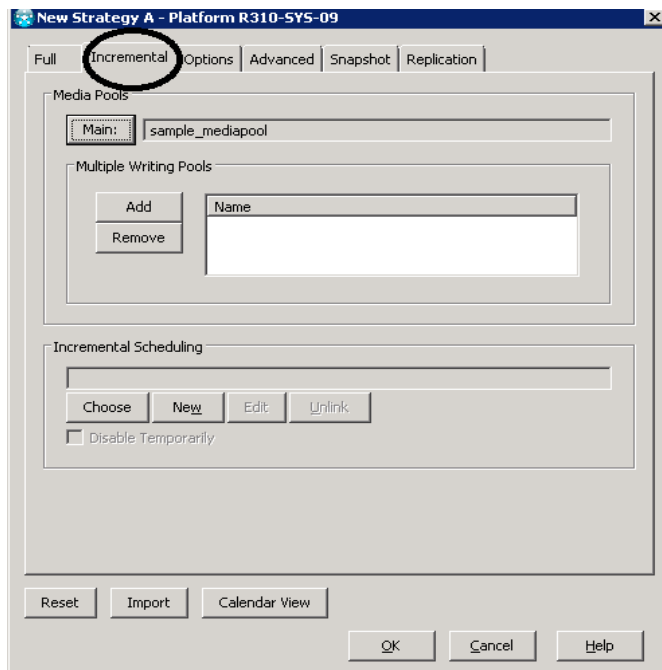 New Strategy A - Platform R310-SYS-09
Full Incremental Options Advanced Snapshot Replication
Media Pools
Main: sample_mediapool
Multiple Writing Pools
Add Name
Remove
Incremental Scheduling
Choose New Edit Unlink
Disable Temporarily
Reset Import Calendar View
OK Cancel Help